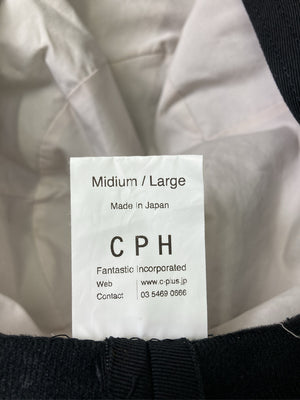 Midium / Large
Made in Japan
CPH
Fantastic Incorporated
Web www.c-plus.jp
Contact 03 5469 0666